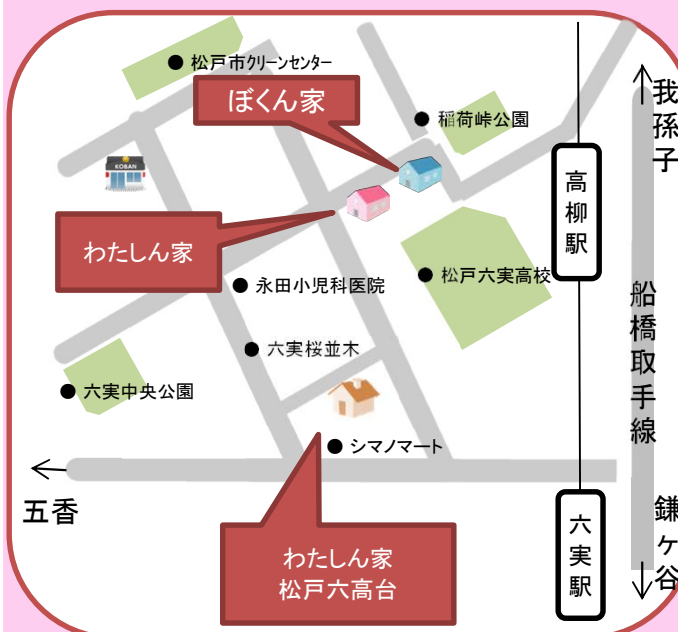 松戸市クリーンセンター
ぼくん家
稲荷峠公園
我孫子
KOBAN
高柳駅
わたしん家
永田小児科医院
松戸六実高校
船橋取手線
六実桜並木
六実中央公園
シマノマート
五香
わたしん家
松戸六高台
六実駅
鎌ヶ谷